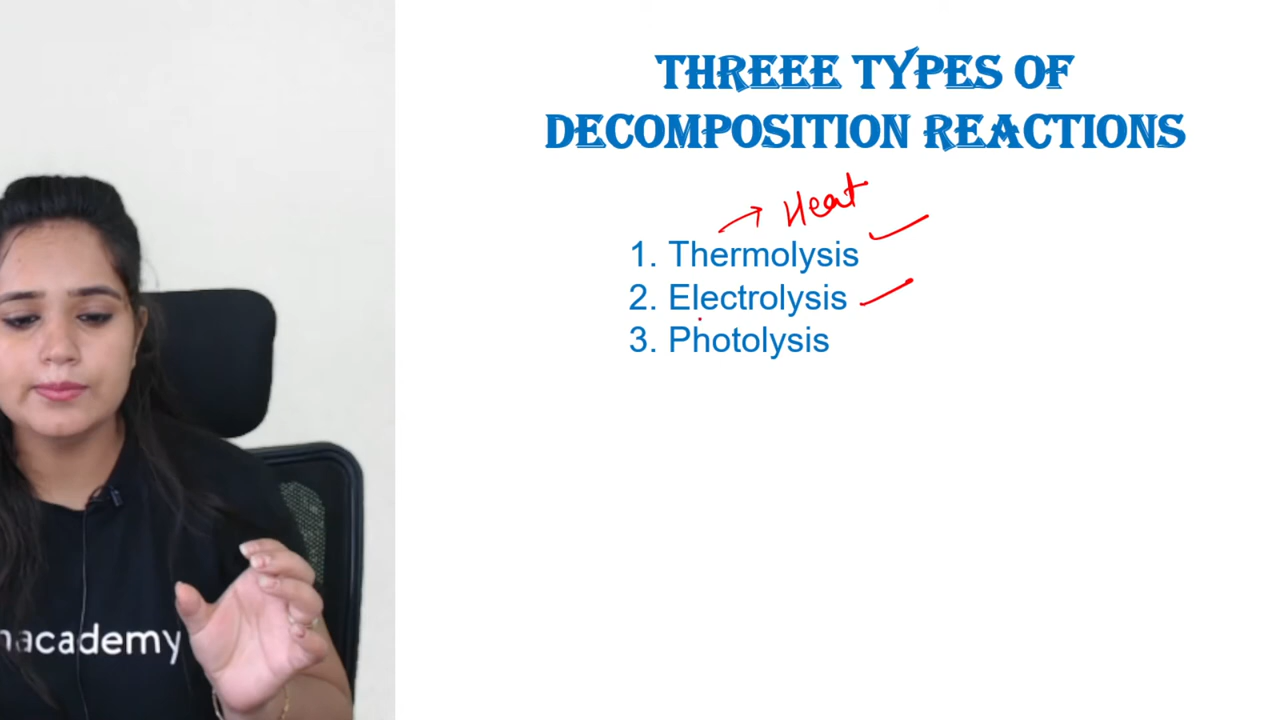 THREEE TYPES OF
DECOMPOSITION REACTIONS
→ Heat
1. Thermolysis
2. Electrolysis
3. Photolysis
nacademy